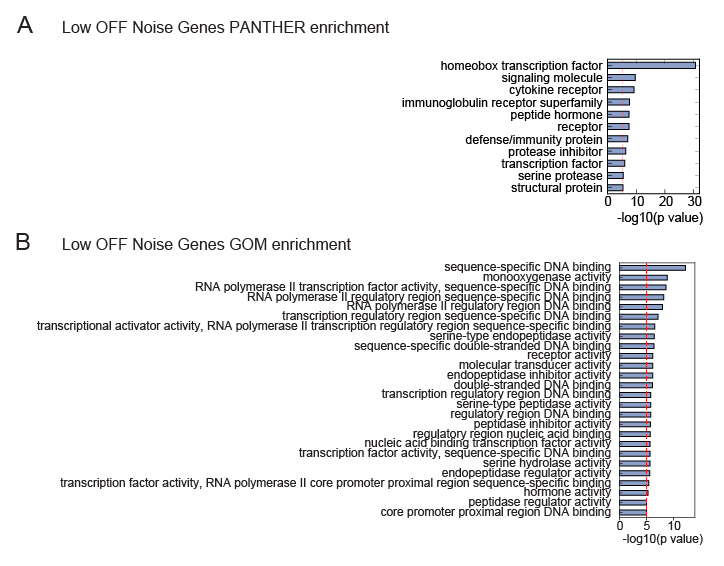 A Low OFF Noise Genes PANTHER enrichment
homeobox transcription factor
signaling molecule
cytokine receptor
immunoglobulin receptor superfamily
peptide hormone
receptor
defense/immunity protein
protease inhibitor
transcription factor
serine protease
structural protein
0 10 20 30
-log10(p value)
B Low OFF Noise Genes GOM enrichment
sequence-specific DNA binding
monooxygenase activity
RNA polymerase II transcription factor activity, sequence-specific DNA binding
RNA polymerase II regulatory region sequence-specific DNA binding
RNA polymerase II regulatory region DNA binding
transcription regulatory region sequence-specific DNA binding
transcriptional activator activity, RNA polymerase II transcription regulatory region sequence-specific binding
serine-type endopeptidase activity
sequence-specific double-stranded DNA binding
receptor activity
molecular transducer activity
endopeptidase inhibitor activity
double-stranded DNA binding
transcription regulatory region DNA binding
serine-type peptidase activity
regulatory region DNA binding
peptidase inhibitor activity
regulatory region nucleic acid binding
nucleic acid binding transcription factor activity
transcription factor activity, sequence-specific DNA binding
serine hydrolase activity
endopeptidase regulator activity
transcription factor activity, RNA polymerase II core promoter proximal region sequence-specific binding
hormone activity
peptidase regulator activity
core promoter proximal region DNA binding
0 5 10
-log10(p value)